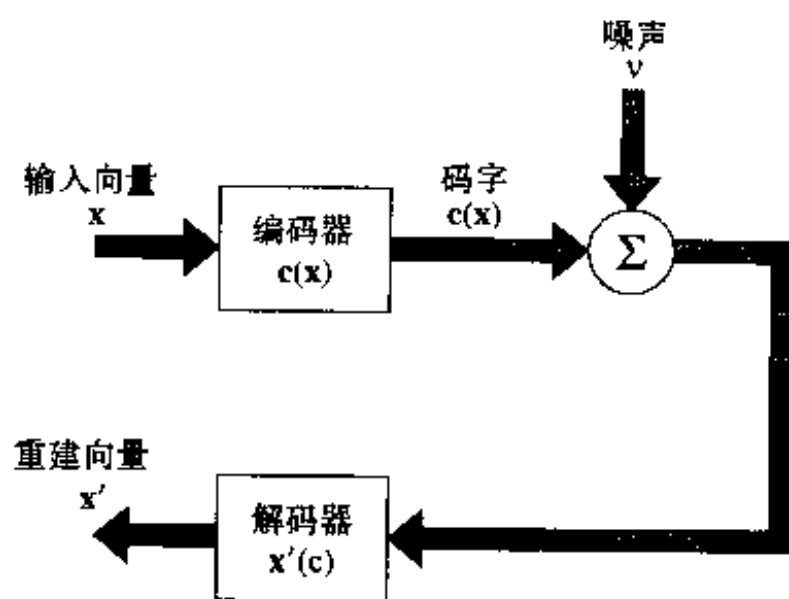 噪声
ν
输入向量
x
编码器
c(x)
码字
c(x)
Σ
重建向量
x′
解码器
x′(c)